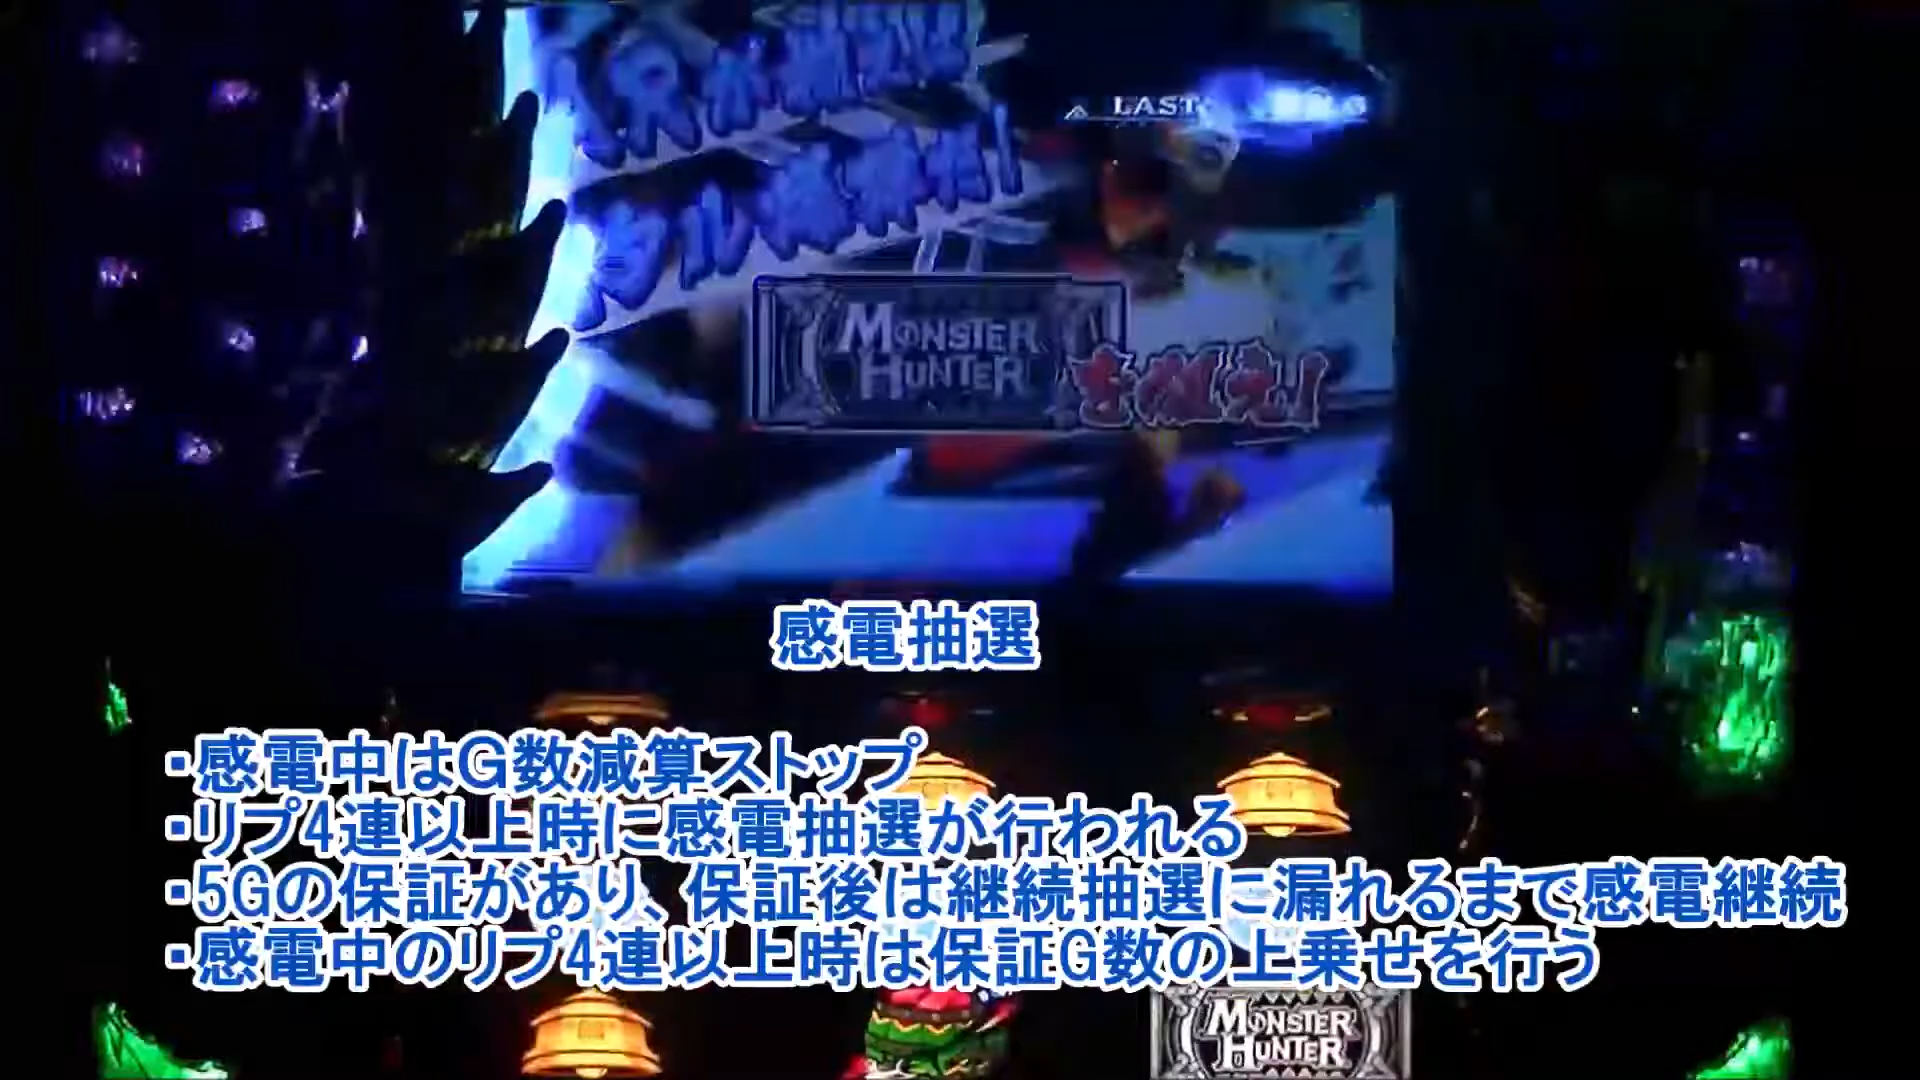 LAST
MONSTER
HUNTER
を狙え!
感電抽選
・感電中はG数減算ストップ
・リプ4連以上時に感電抽選が行われる
・5Gの保証があり、保証後は継続抽選に漏れるまで感電継続
・感電中のリプ4連以上時は保証G数の上乗せを行う
MONSTER
HUNTER